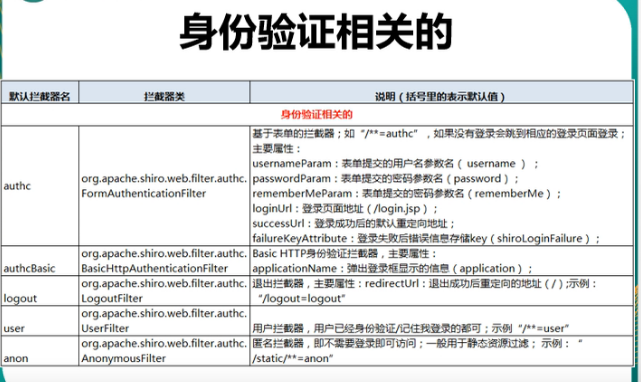 身份验证相关的
默认拦截器名 拦截器类 说明（括号里的表示默认值）
身份验证相关的
authc
org.apache.shiro.web.filter.authc.
FormAuthenticationFilter
基于表单的拦截器；如“/**=authc”，如果没有登录会跳到相应的登录页面登录；
主要属性：
usernameParam：表单提交的用户名参数名（ username ）；
passwordParam：表单提交的密码参数名（password）；
rememberMeParam：表单提交的密码参数名（rememberMe）；
loginUrl：登录页面地址（/login.jsp）；
successUrl：登录成功后的默认重定向地址；
failureKeyAttribute：登录失败后错误信息存储key（shiroLoginFailure）；
authcBasic
org.apache.shiro.web.filter.authc.
BasicHttpAuthenticationFilter
Basic HTTP身份验证拦截器，主要属性：
applicationName：弹出登录框显示的信息（application）；
logout
org.apache.shiro.web.filter.authc.
LogoutFilter
退出拦截器，主要属性：redirectUrl：退出成功后重定向的地址（/）;示例：
“/logout=logout”
user
org.apache.shiro.web.filter.authc.
UserFilter
用户拦截器，用户已经身份验证/记住我登录的都可；示例“/**=user”
anon
org.apache.shiro.web.filter.authc.
AnonymousFilter
匿名拦截器，即不需要登录即可访问；一般用于静态资源过滤；示例：“
/static/**=anon”